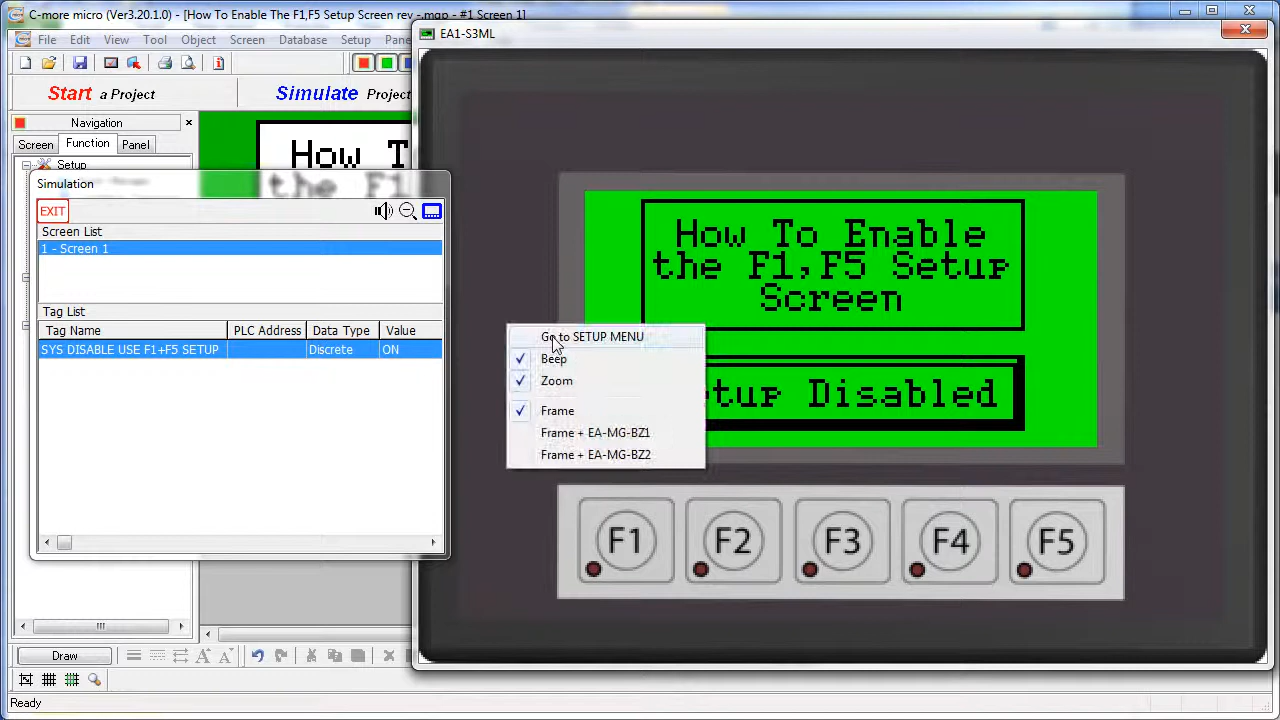 C-more micro (Ver3.20.1.0) - [How To Enable The F1,F5 Setup Screen rev -.mgp - #1 Screen 1]
File Edit View Tool Object Screen Database Setup
Start a Project
Simulate Project
Navigation
Screen Function Panel
Setup
How T
the F1
Simulation
EXIT
Screen List
1 - Screen 1
Tag List
Tag Name PLC Address Data Type Value
SYS DISABLE USE F1+F5 SETUP Discrete ON
Draw
Ready
EA1-S3ML
How To Enable
the F1,F5 Setup
Screen
tup Disabled
Go to SETUP MENU
Beep
Zoom
Frame
Frame + EA-MG-BZ1
Frame + EA-MG-BZ2
F1 F2 F3 F4 F5